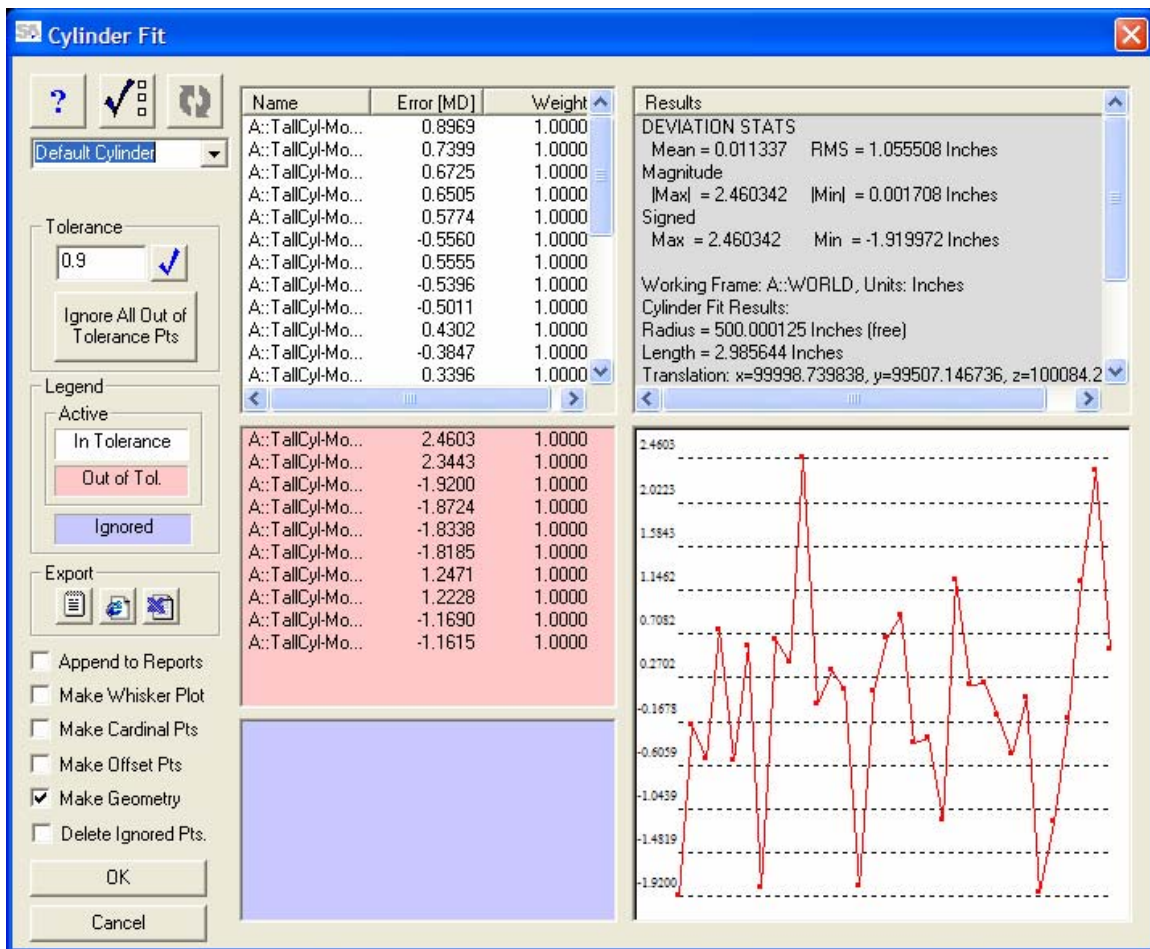 SA Cylinder Fit
?
Default Cylinder
Tolerance
0.9
Ignore All Out of
Tolerance Pts
Legend
Active
In Tolerance
Out of Tol.
Ignored
Export
Append to Reports
Make Whisker Plot
Make Cardinal Pts
Make Offset Pts
Make Geometry
Delete Ignored Pts.
OK
Cancel
Name Error [MD] Weight
A::TallCyl-Mo... 0.8969 1.0000
A::TallCyl-Mo... 0.7399 1.0000
A::TallCyl-Mo... 0.6725 1.0000
A::TallCyl-Mo... 0.6505 1.0000
A::TallCyl-Mo... 0.5774 1.0000
A::TallCyl-Mo... -0.5560 1.0000
A::TallCyl-Mo... 0.5555 1.0000
A::TallCyl-Mo... -0.5396 1.0000
A::TallCyl-Mo... -0.5011 1.0000
A::TallCyl-Mo... 0.4302 1.0000
A::TallCyl-Mo... -0.3847 1.0000
A::TallCyl-Mo... 0.3396 1.0000
A::TallCyl-Mo... 2.4603 1.0000
A::TallCyl-Mo... 2.3443 1.0000
A::TallCyl-Mo... -1.9200 1.0000
A::TallCyl-Mo... -1.8724 1.0000
A::TallCyl-Mo... -1.8338 1.0000
A::TallCyl-Mo... -1.8185 1.0000
A::TallCyl-Mo... 1.2471 1.0000
A::TallCyl-Mo... 1.2228 1.0000
A::TallCyl-Mo... -1.1690 1.0000
A::TallCyl-Mo... -1.1615 1.0000
Results
DEVIATION STATS
Mean = 0.011337 RMS = 1.055508 Inches
Magnitude
|Max| = 2.460342 |Min| = 0.001708 Inches
Signed
Max = 2.460342 Min = -1.919972 Inches
Working Frame: A::WORLD, Units: Inches
Cylinder Fit Results:
Radius = 500.000125 Inches (free)
Length = 2.985644 Inches
Translation: x=99998.739838, y=99507.146736, z=100084.2
2.4603
2.0223
1.5843
1.1462
0.7082
0.2702
-0.1678
-0.6059
-1.0439
-1.4819
-1.9200